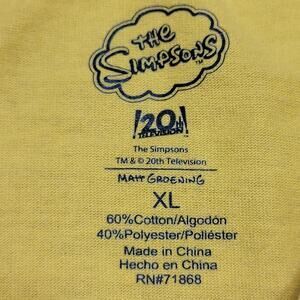 THE
SIMPSONS
TM
20th
TELEVISION
The Simpsons
TM & © 20th Television
MATT GROENING
XL
60%Cotton/Algodón
40%Polyester/Poliéster
Made in China
Hecho en China
RN#71868